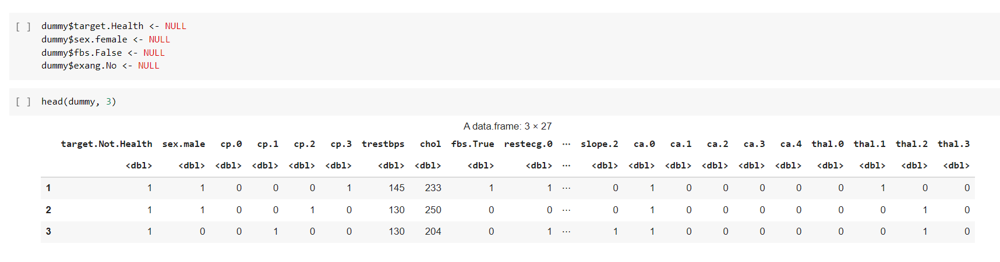 [ ] dummy$target.Health <- NULL
dummy$sex.female <- NULL
dummy$fbs.False <- NULL
dummy$exang.No <- NULL
[ ] head(dummy, 3)
A data.frame: 3 × 27
target.Not.Health sex.male cp.0 cp.1 cp.2 cp.3 trestbps chol fbs.True restecg.0 ⋯ slope.2 ca.0 ca.1 ca.2 ca.3 ca.4 thal.0 thal.1 thal.2 thal.3
<dbl> <dbl> <dbl> <dbl> <dbl> <dbl> <dbl> <dbl> <dbl> <dbl> ⋯ <dbl> <dbl> <dbl> <dbl> <dbl> <dbl> <dbl> <dbl> <dbl> <dbl>
1 1 1 0 0 0 1 145 233 1 1 ⋯ 0 1 0 0 0 0 0 1 0 0
2 1 1 0 0 1 0 130 250 0 0 ⋯ 0 1 0 0 0 0 0 0 1 0
3 1 0 0 1 0 0 130 204 0 1 ⋯ 1 1 0 0 0 0 0 0 1 0